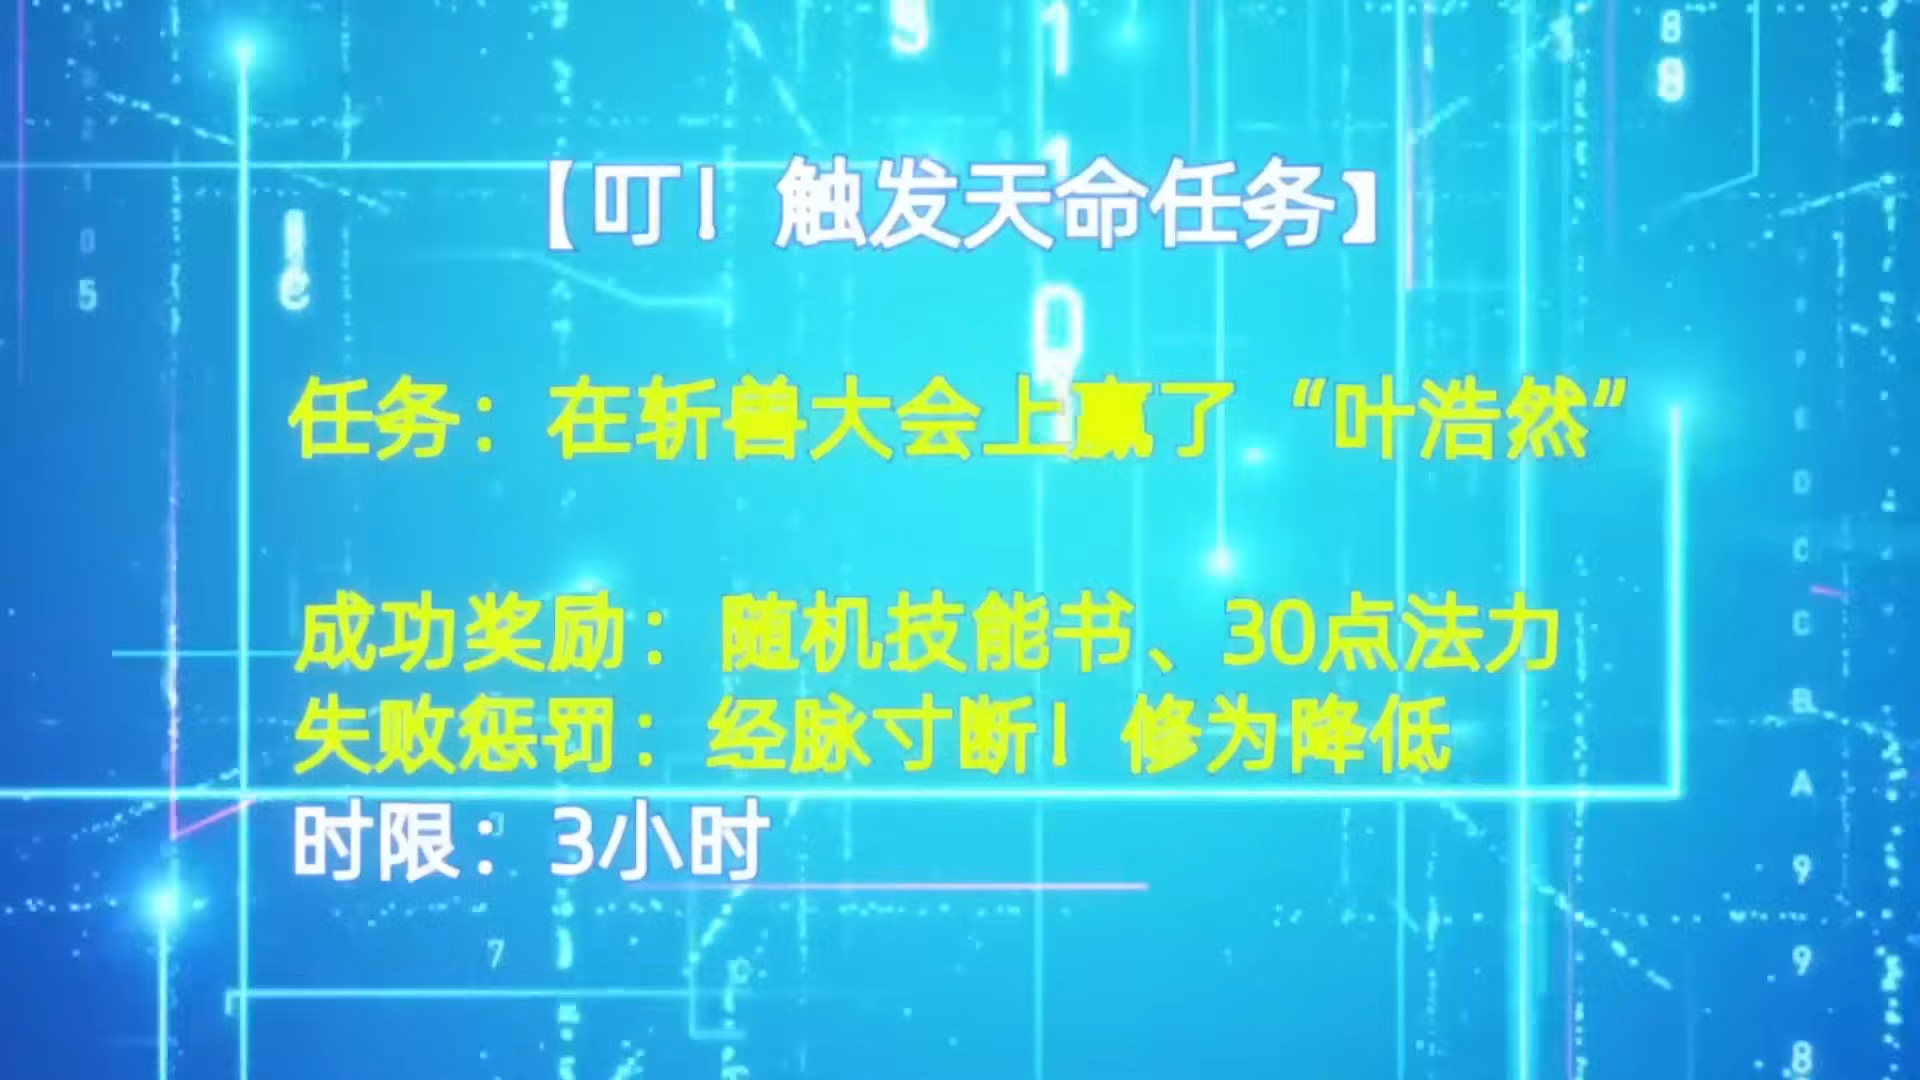 【叮！触发天命任务】
任务：在斩兽大会上赢了“叶浩然”
成功奖励：随机技能书、30点法力
失败惩罚：经脉寸断！修为降低
时限：3小时